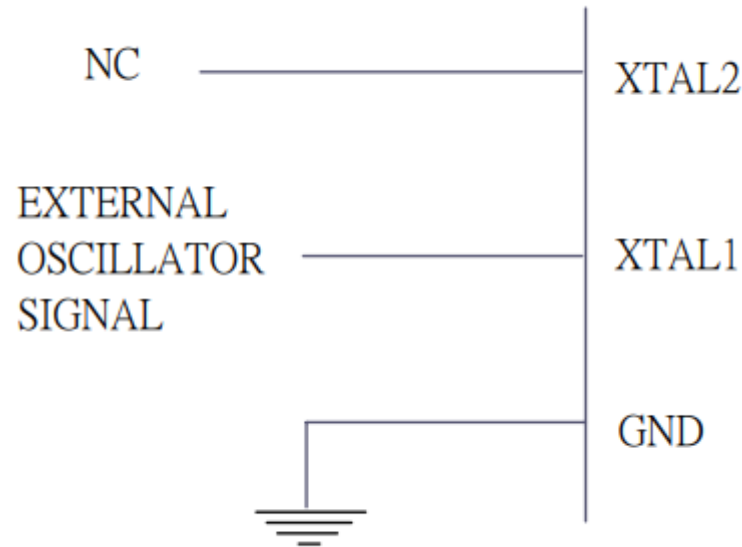 NC
XTAL2
EXTERNAL
OSCILLATOR
SIGNAL
XTAL1
GND